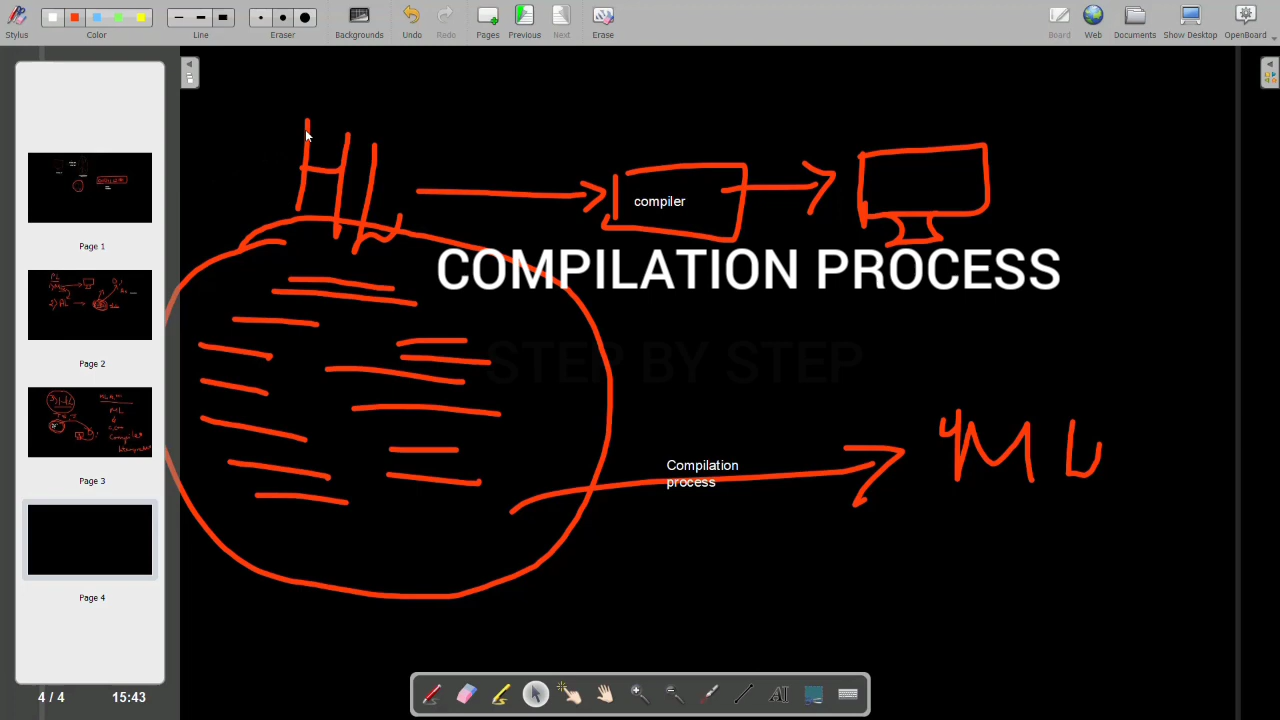 Stylus
Color
Line
Eraser
Backgrounds
Undo
Redo
Pages
Previous
Next
Erase
Board
Web
Documents
Show Desktop
OpenBoard
Page 1
Page 2
Page 3
Page 4
4 / 4
15:43
HL
compiler
COMPILATION PROCESS
STEP BY STEP
Compilation
process
ML
AI